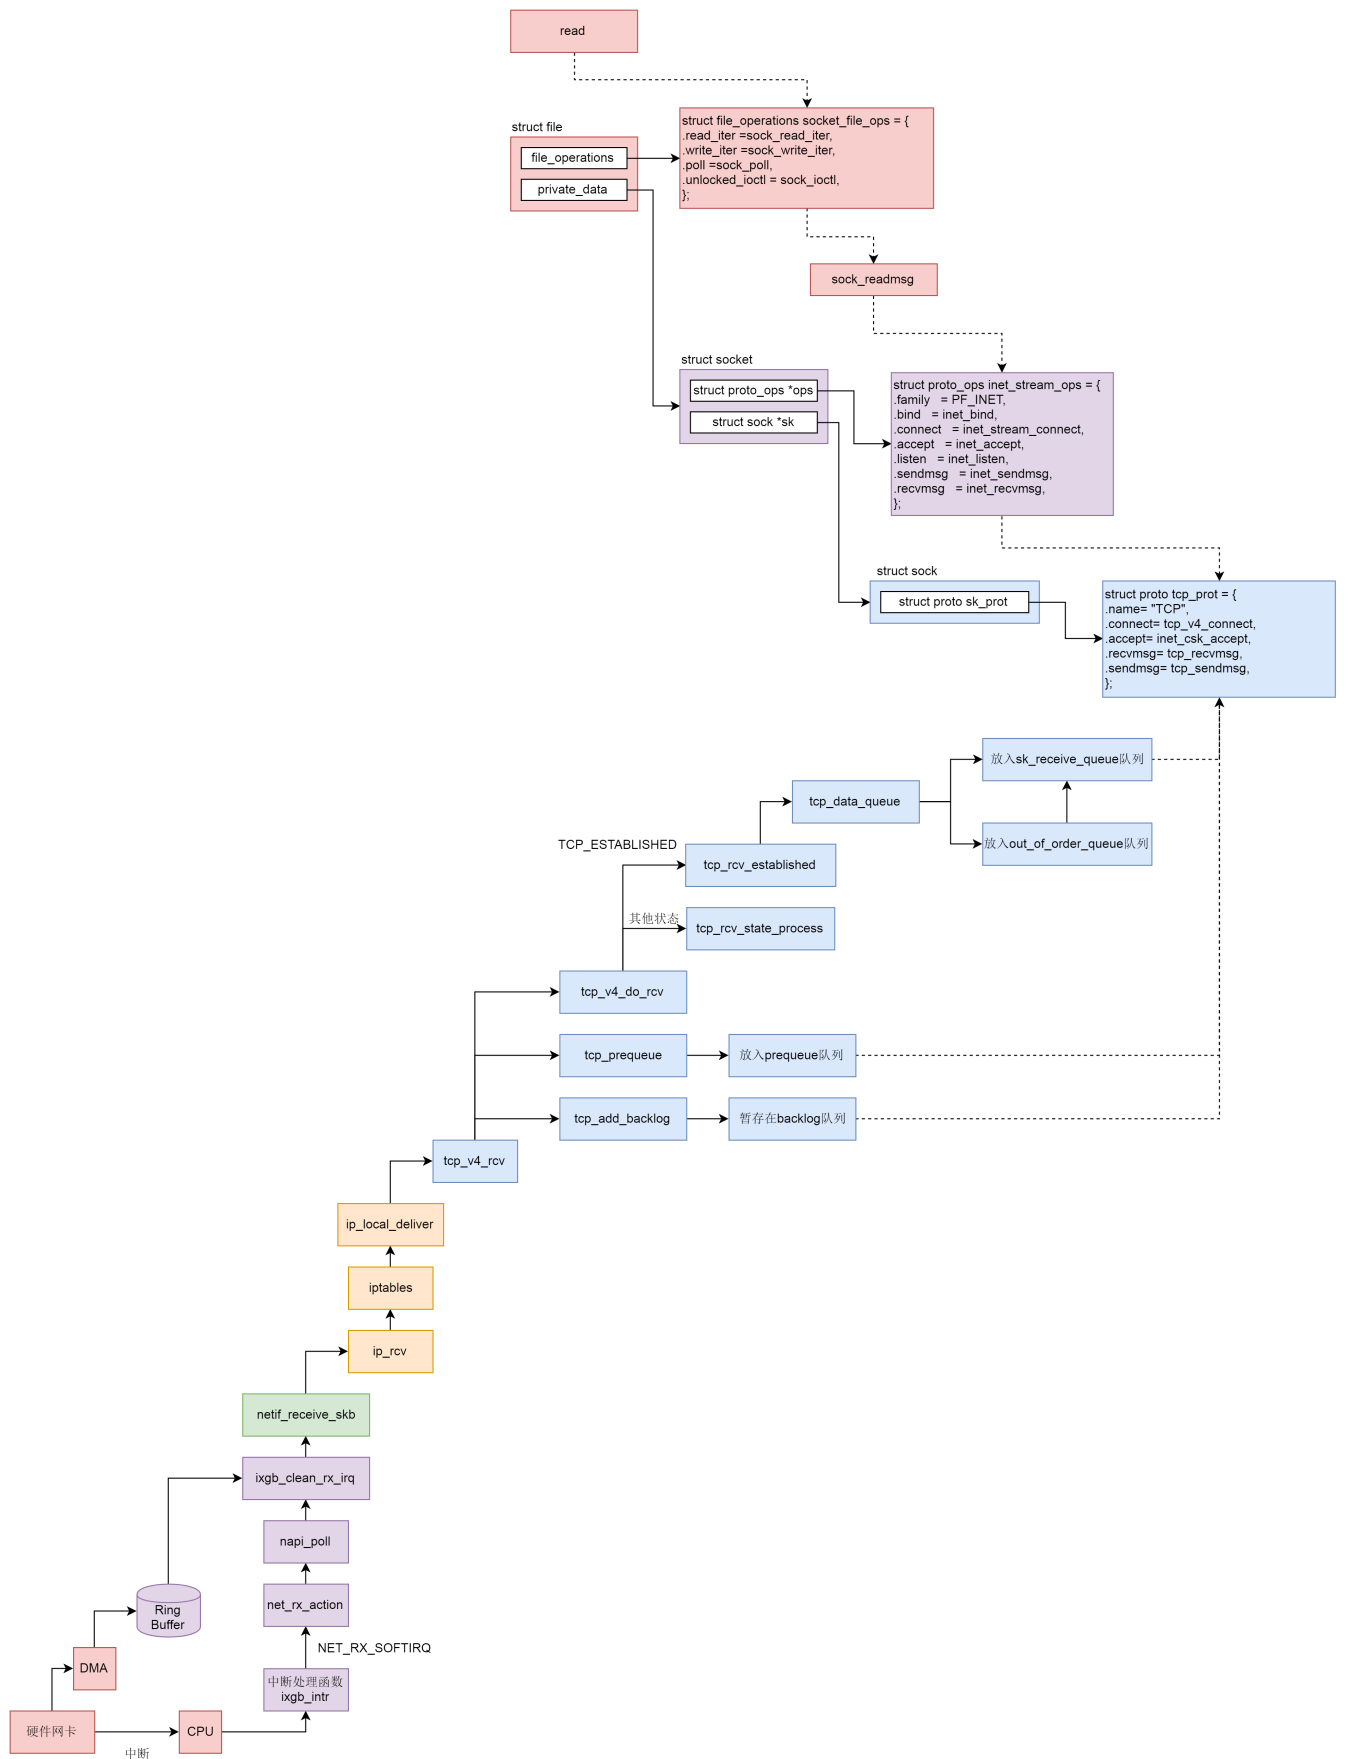 read
struct file
file_operations
private_data
struct file_operations socket_file_ops = {
.read_iter =sock_read_iter,
.write_iter =sock_write_iter,
.poll =sock_poll,
.unlocked_ioctl = sock_ioctl,
};
sock_readmsg
struct socket
struct proto_ops *ops
struct sock *sk
struct proto_ops inet_stream_ops = {
.family   = PF_INET,
.bind   = inet_bind,
.connect   = inet_stream_connect,
.accept   = inet_accept,
.listen   = inet_listen,
.sendmsg   = inet_sendmsg,
.recvmsg   = inet_recvmsg,
};
struct sock
struct proto sk_prot
struct proto tcp_prot = {
.name= "TCP",
.connect= tcp_v4_connect,
.accept= inet_csk_accept,
.recvmsg= tcp_recvmsg,
.sendmsg= tcp_sendmsg,
};
放入sk_receive_queue队列
tcp_data_queue
放入out_of_order_queue队列
TCP_ESTABLISHED
tcp_rcv_established
其他状态
tcp_rcv_state_process
tcp_v4_do_rcv
tcp_prequeue
放入prequeue队列
tcp_add_backlog
暂存在backlog队列
tcp_v4_rcv
ip_local_deliver
iptables
ip_rcv
netif_receive_skb
ixgb_clean_rx_irq
napi_poll
Ring
Buffer
net_rx_action
NET_RX_SOFTIRQ
DMA
中断处理函数
ixgb_intr
硬件网卡
CPU
中断